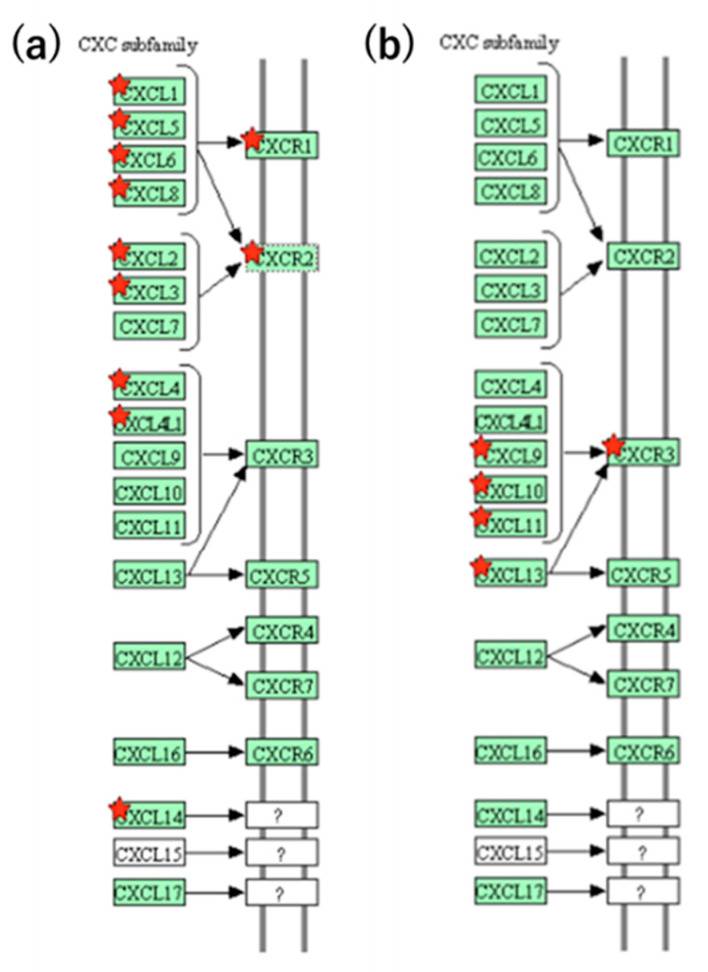 (a) CXC subfamily
CXCL1
CXCL5
CXCL6
CXCL8
CXCR1
CXCL2
CXCL3
CXCL7
CXCR2
CXCL4
CXCL4L1
CXCL9
CXCL10
CXCL11
CXCR3
CXCL13
CXCR5
CXCL12
CXCR4
CXCR7
CXCL16
CXCR6
CXCL14
?
CXCL15
?
CXCL17
?
(b) CXC subfamily
CXCL1
CXCL5
CXCL6
CXCL8
CXCR1
CXCL2
CXCL3
CXCL7
CXCR2
CXCL4
CXCL4L1
CXCL9
CXCL10
CXCL11
CXCR3
CXCL13
CXCR5
CXCL12
CXCR4
CXCR7
CXCL16
CXCR6
CXCL14
?
CXCL15
?
CXCL17
?